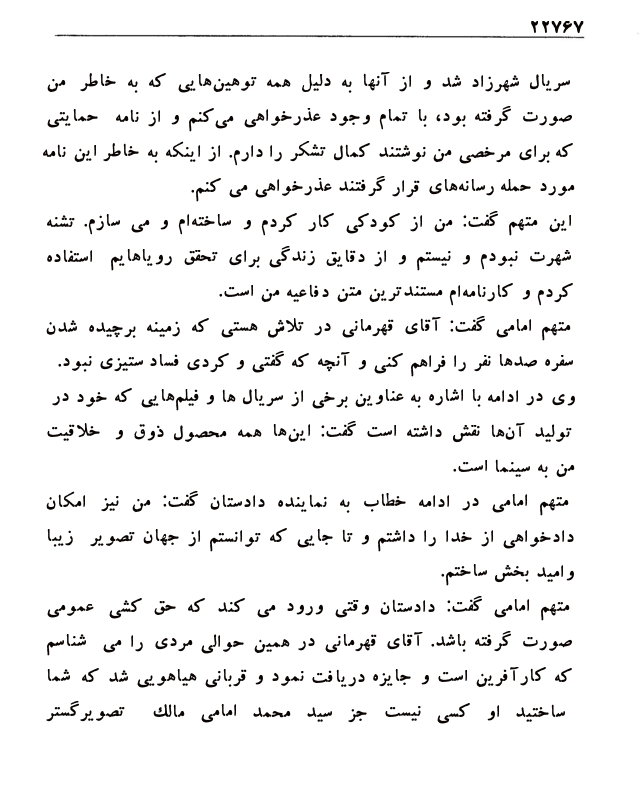 ۲۲۷۶۷
سریال شهرزاد شد و از آنها به دلیل همه توهین‌هایی که به خاطر من
صورت گرفته بود، با تمام وجود عذرخواهی می‌کنم و از نامه حمایتی
که برای مرخصی من نوشتند کمال تشکر را دارم. از اینکه به خاطر این نامه
مورد حمله رسانه‌های قرار گرفتند عذرخواهی می کنم.
این متهم گفت: من از کودکی کار کردم و ساخته‌ام و می سازم. تشنه
شهرت نبودم و نیستم و از دقایق زندگی برای تحقق رویاهایم استفاده
کردم و کارنامه‌ام مستندترین متن دفاعیه من است.
متهم امامی گفت: آقای قهرمانی در تلاش هستی که زمینه برچیده شدن
سفره صدها نفر را فراهم کنی و آنچه که گفتی و کردی فساد ستیزی نبود.
وی در ادامه با اشاره به عناوین برخی از سریال ها و فیلم‌هایی که خود در
تولید آن‌ها نقش داشته است گفت: این‌ها همه محصول ذوق و خلاقیت
من به سینما است.
متهم امامی در ادامه خطاب به نماینده دادستان گفت: من نیز امکان
دادخواهی از خدا را داشتم و تا جایی که توانستم از جهان تصویر زیبا
و امید بخش ساختم.
متهم امامی گفت: دادستان وقتی ورود می کند که حق کشی عمومی
صورت گرفته باشد. آقای قهرمانی در همین حوالی مردی را می شناسم
که کارآفرین است و جایزه دریافت نمود و قربانی هیاهویی شد که شما
ساختید او کسی نیست جز سید محمد امامی مالك تصویرگستر